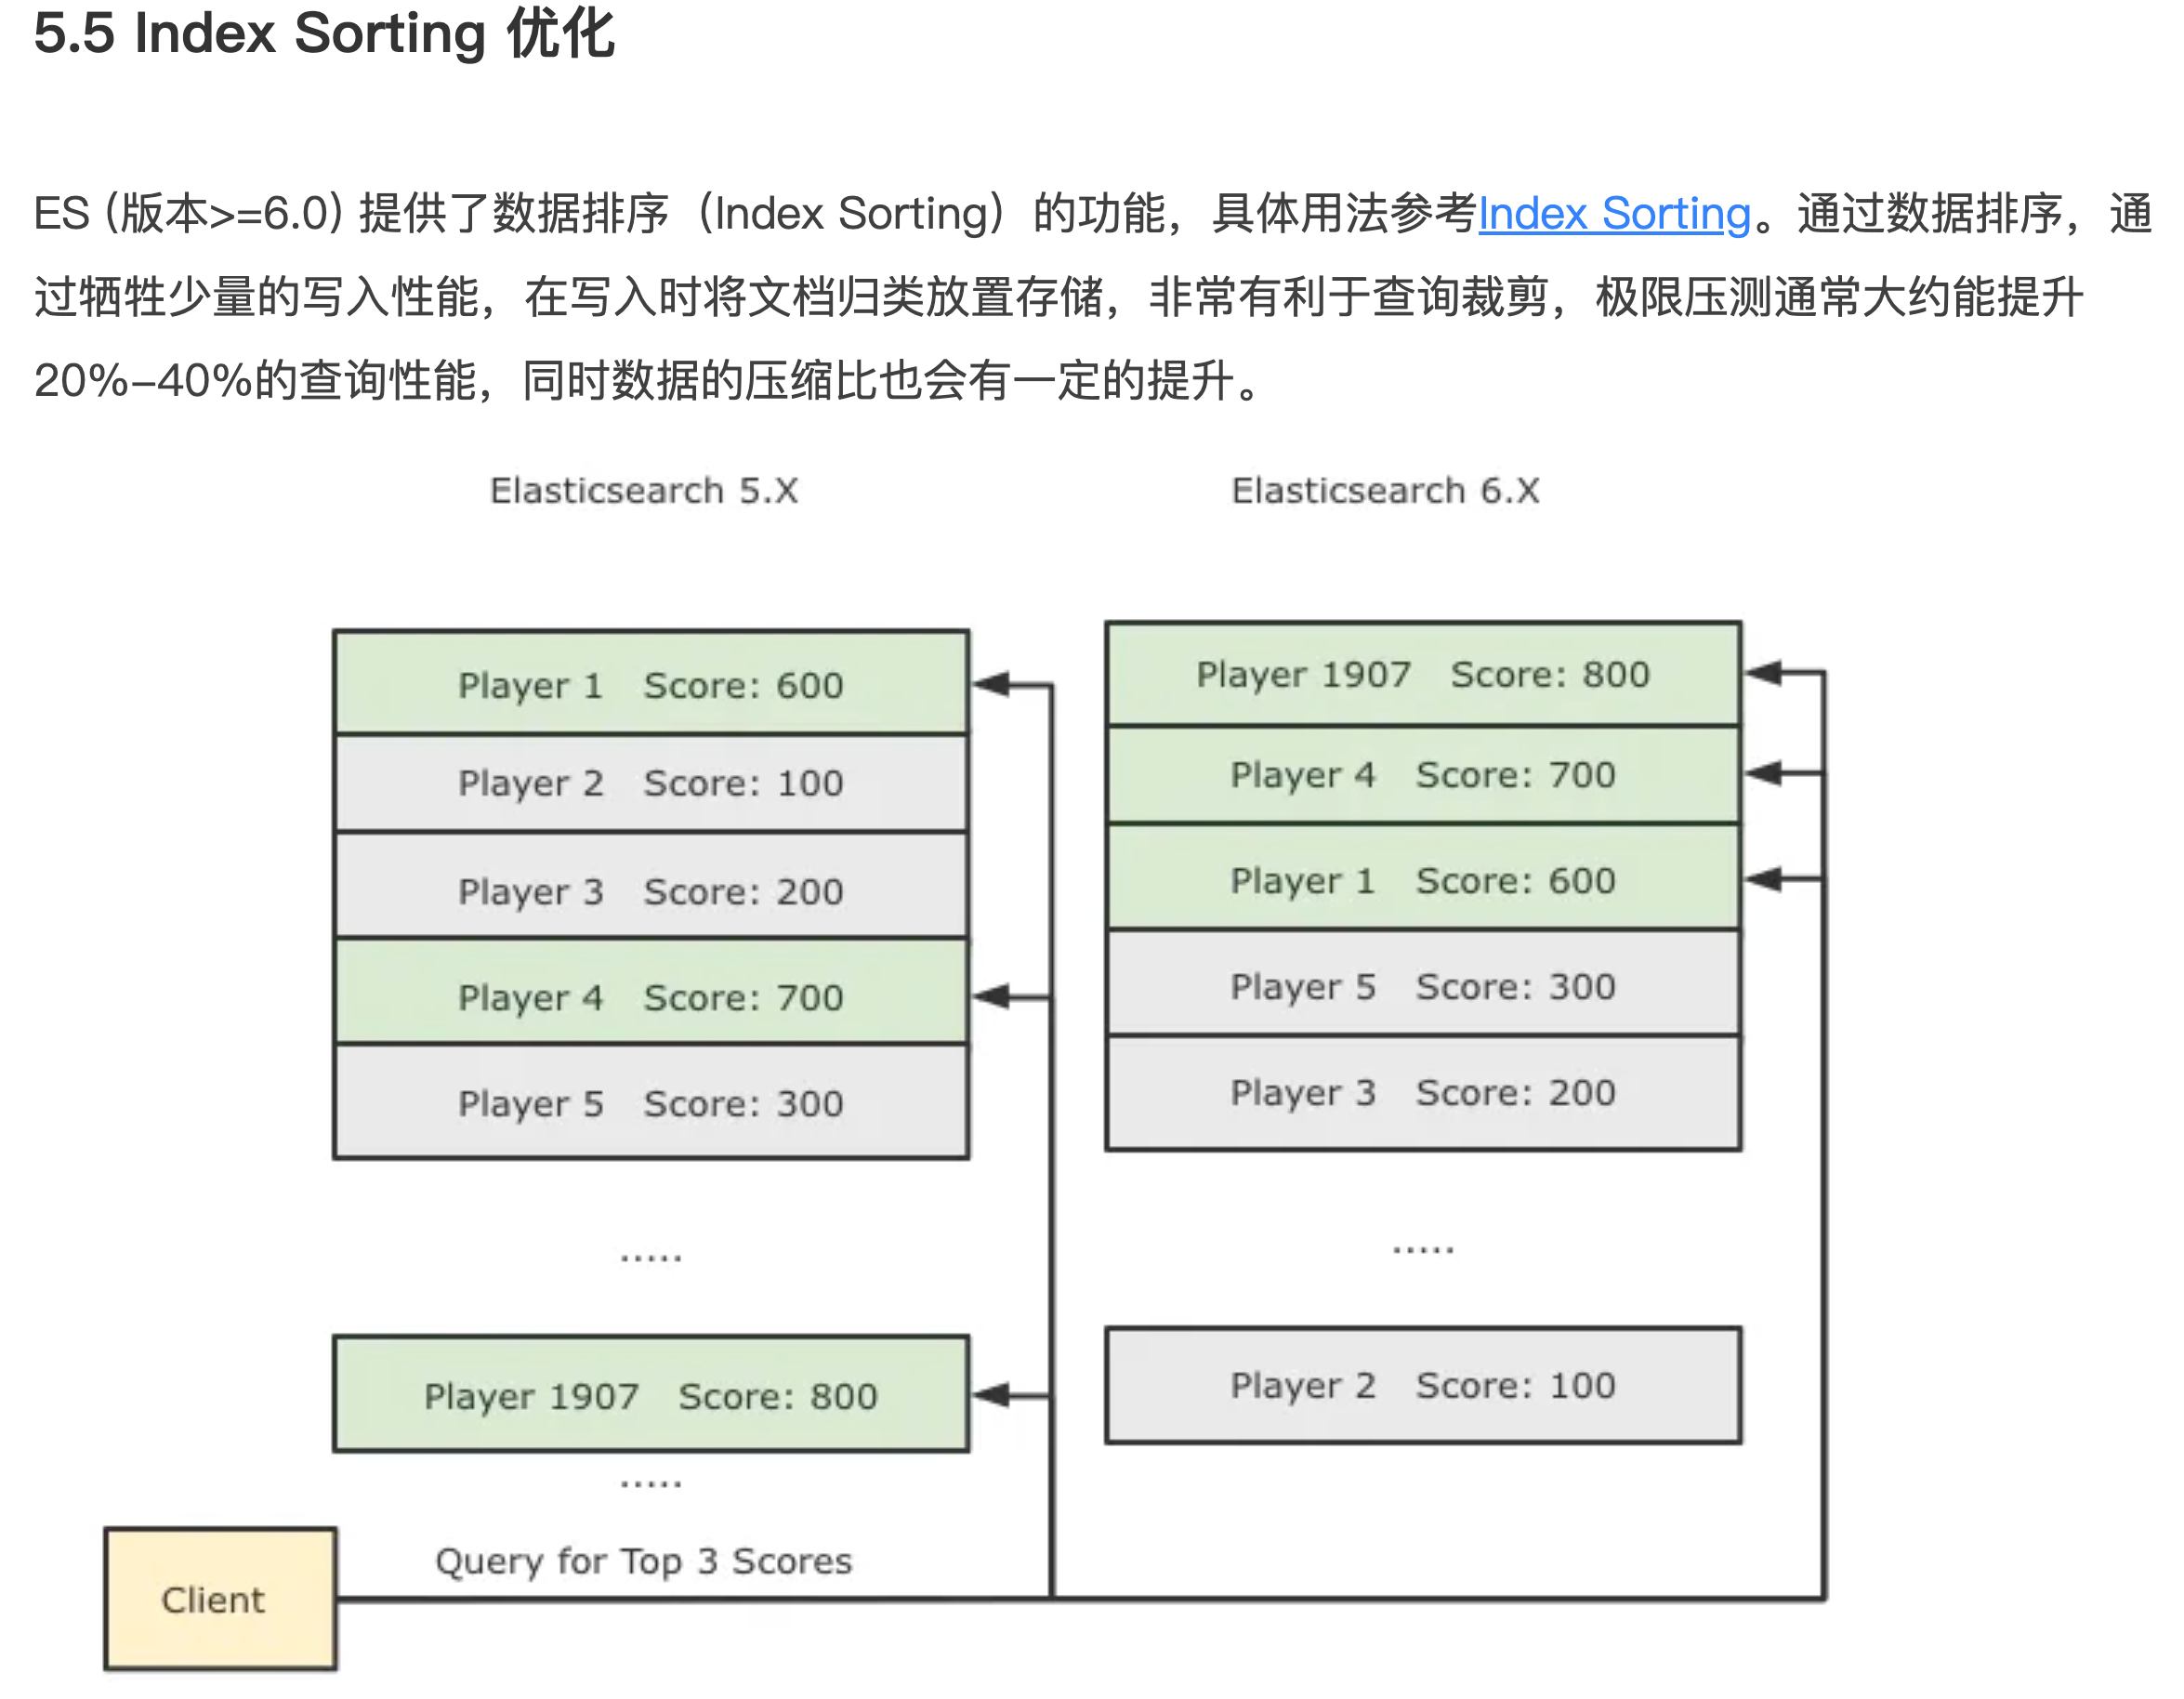 5.5 Index Sorting 优化
ES (版本>=6.0) 提供了数据排序（Index Sorting）的功能，具体用法参考Index Sorting。通过数据排序，通
过牺牲少量的写入性能，在写入时将文档归类放置存储，非常有利于查询裁剪，极限压测通常大约能提升
20%–40%的查询性能，同时数据的压缩比也会有一定的提升。
Elasticsearch 5.X
Player 1 Score: 600
Player 2 Score: 100
Player 3 Score: 200
Player 4 Score: 700
Player 5 Score: 300
.....
Player 1907 Score: 800
.....
Elasticsearch 6.X
Player 1907 Score: 800
Player 4 Score: 700
Player 1 Score: 600
Player 5 Score: 300
Player 3 Score: 200
.....
Player 2 Score: 100
Query for Top 3 Scores
Client